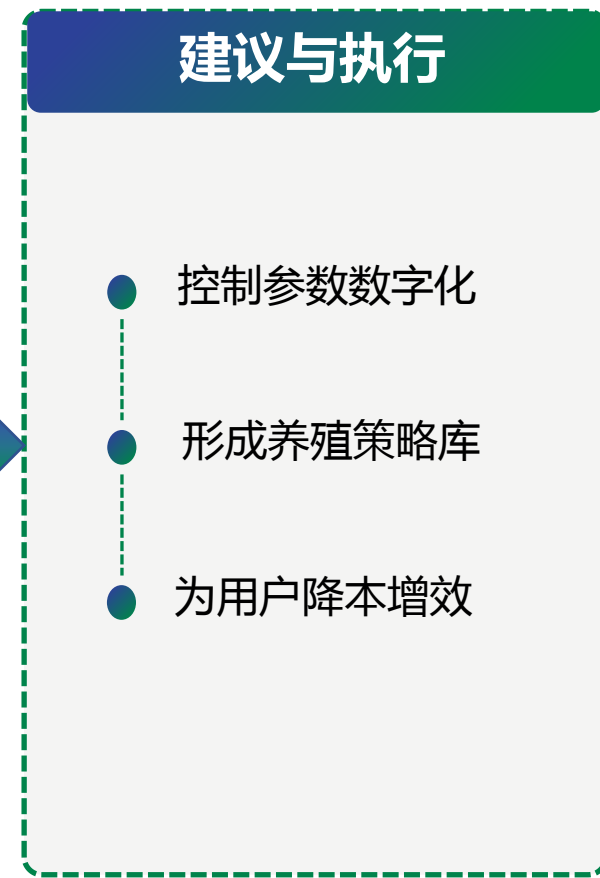 建议与执行
控制参数数字化
形成养殖策略库
为用户降本增效